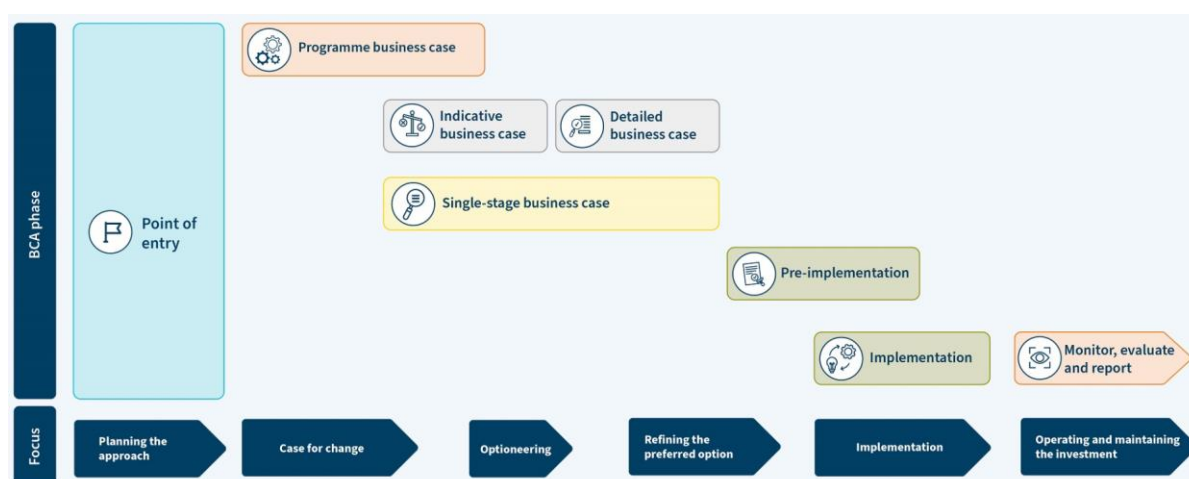 BCA phase
Point of
entry
Programme business case
Indicative
business case
Detailed
business case
Single-stage business case
Pre-implementation
Implementation
Monitor, evaluate
and report
Focus
Planning the
approach
Case for change
Optioneering
Refining the
preferred option
Implementation
Operating and maintaining
the investment